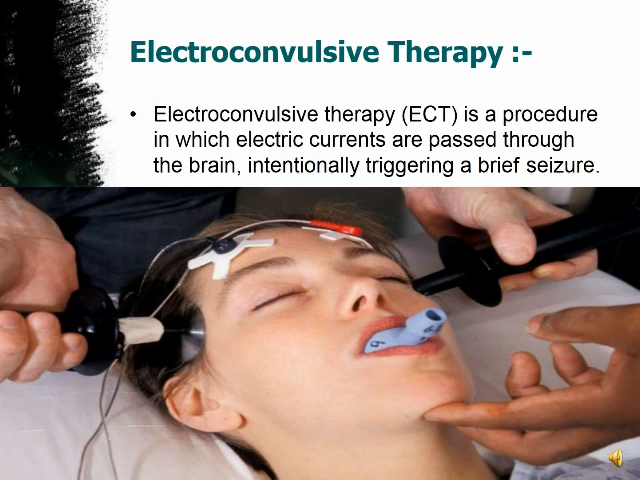 Electroconvulsive Therapy :-
• Electroconvulsive therapy (ECT) is a procedure
in which electric currents are passed through
the brain, intentionally triggering a brief seizure.